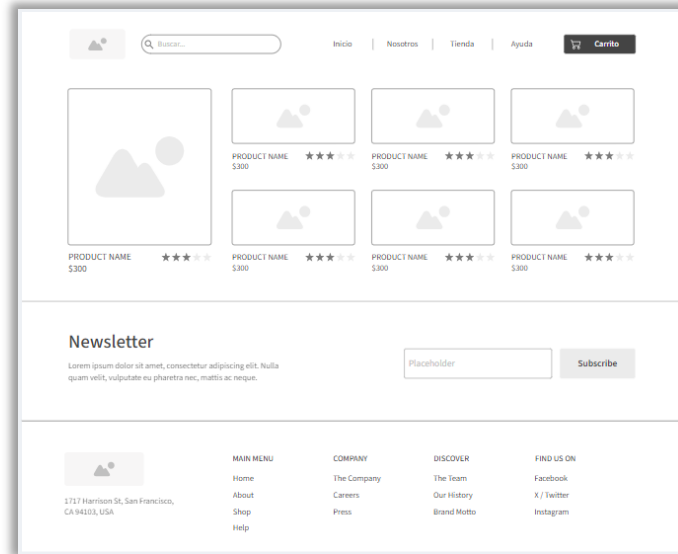 Buscar...
Inicio | Nosotros | Tienda | Ayuda
Carrito
PRODUCT NAME
$300
PRODUCT NAME
$300
PRODUCT NAME
$300
PRODUCT NAME
$300
PRODUCT NAME
$300
PRODUCT NAME
$300
PRODUCT NAME
$300
Newsletter
Lorem ipsum dolor sit amet, consectetur adipiscing elit. Nulla
quam velit, vulputate eu pharetra nec, mattis ac neque.
Placeholder
Subscribe
1717 Harrison St, San Francisco,
CA 94103, USA
MAIN MENU
Home
About
Shop
Help
COMPANY
The Company
Careers
Press
DISCOVER
The Team
Our History
Brand Motto
FIND US ON
Facebook
X / Twitter
Instagram